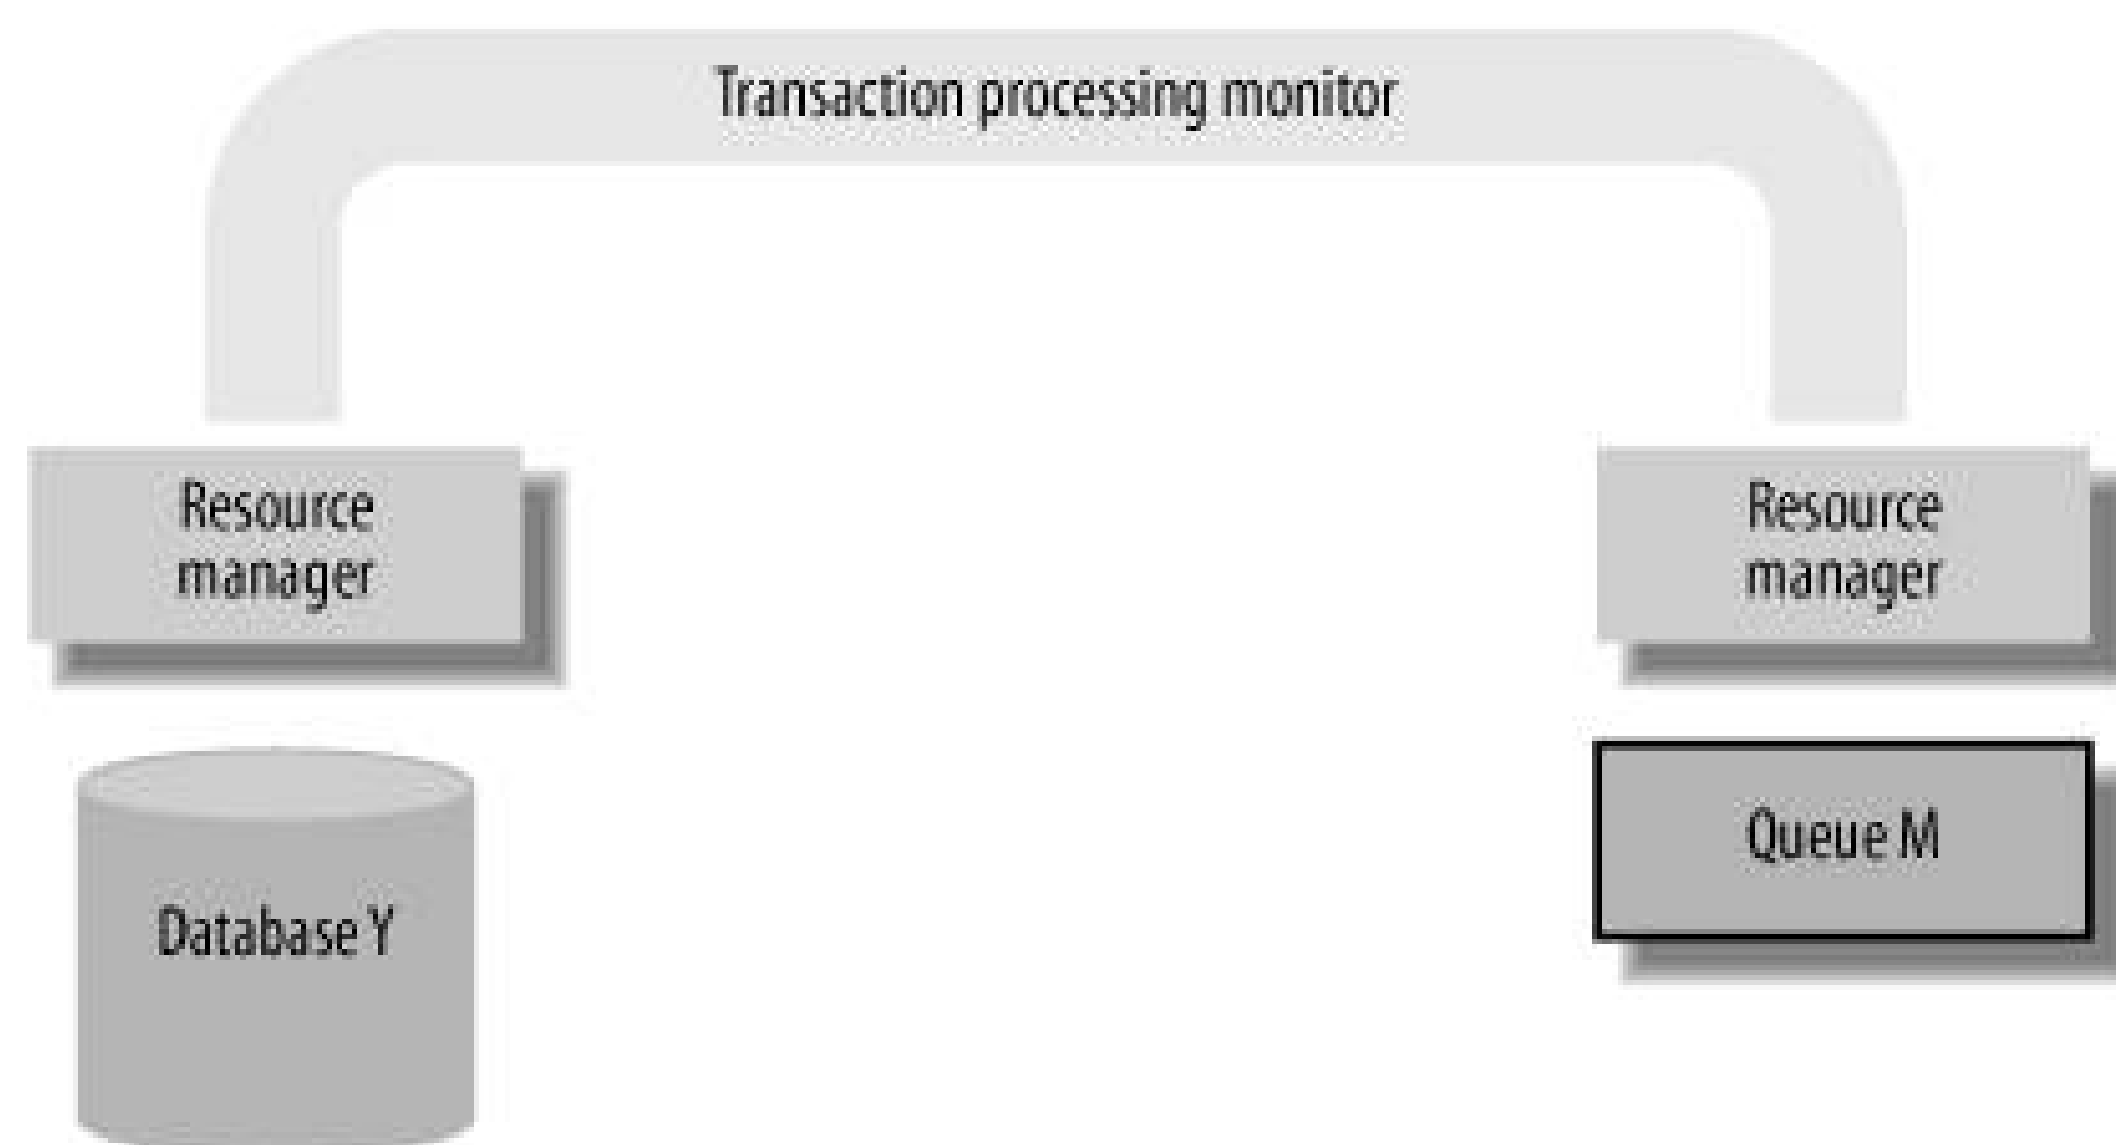 Transaction processing monitor
Resource
manager
Resource
manager
Database Y
Queue M